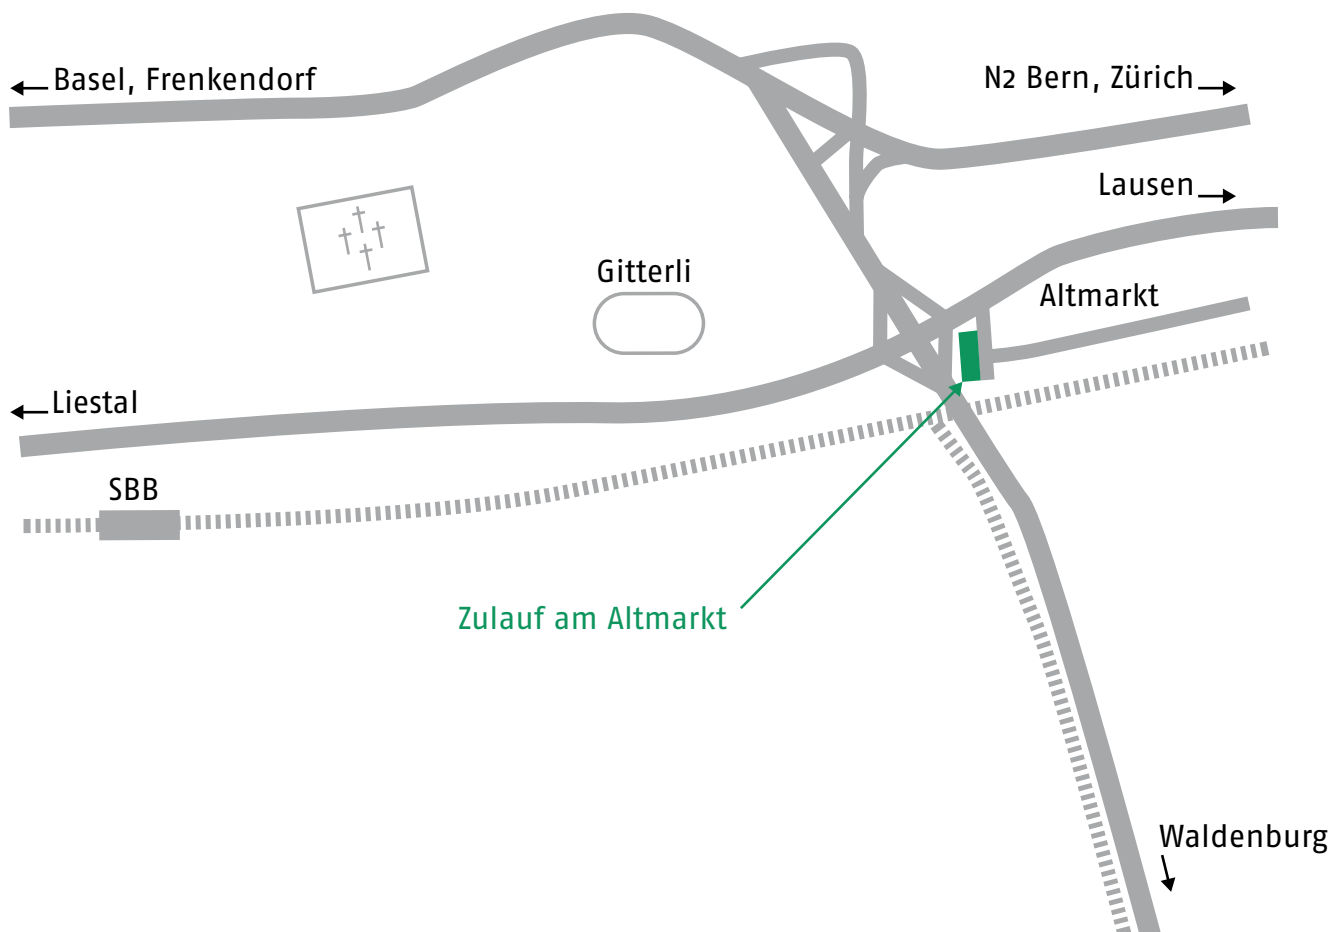 Basel, Frenkendorf
N2 Bern, Zürich
Lausen
Gitterli
Altmarkt
Liestal
SBB
Zulauf am Altmarkt
Waldenburg